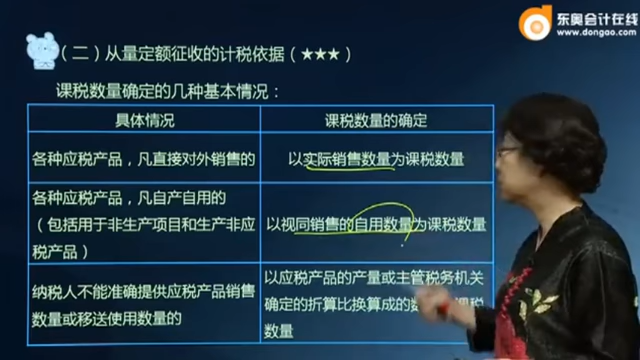 东奥会计在线
www.dongao.com
（二）从量定额征收的计税依据（★★★）
课税数量确定的几种基本情况：
具体情况
课税数量的确定
各种应税产品，凡直接对外销售的
以实际销售数量为课税数量
各种应税产品，凡自产自用的
（包括用于非生产项目和生产非应
税产品）
以视同销售的自用数量为课税数量
纳税人不能准确提供应税产品销售
数量或移送使用数量的
以应税产品的产量或主管税务机关
确定的折算比换算成的数
课税
数量